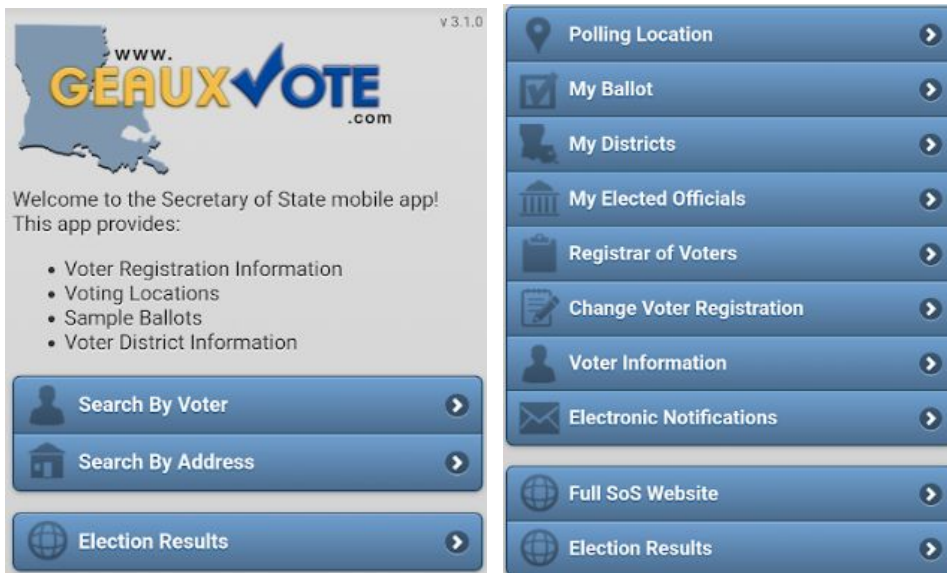 v 3.1.0
www.
GEAUXVOTE
.com
Welcome to the Secretary of State mobile app!
This app provides:
• Voter Registration Information
• Voting Locations
• Sample Ballots
• Voter District Information
Search By Voter
Search By Address
Election Results
Polling Location
My Ballot
My Districts
My Elected Officials
Registrar of Voters
Change Voter Registration
Voter Information
Electronic Notifications
Full SoS Website
Election Results